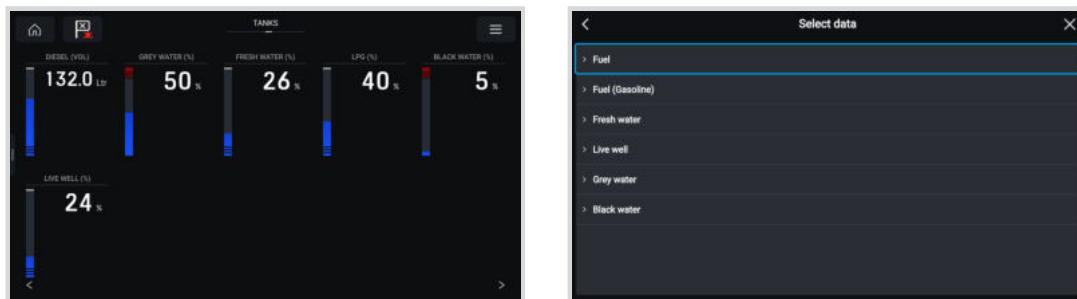 TANKS
DIESEL (VOL)
132.0 Ltr
GREY WATER (%)
50 %
FRESH WATER (%)
26 %
LPG (%)
40 %
BLACK WATER (%)
5 %
LIVE WELL (%)
24 %
Select data
Fuel
Fuel (Gasoline)
Fresh water
Live well
Grey water
Black water